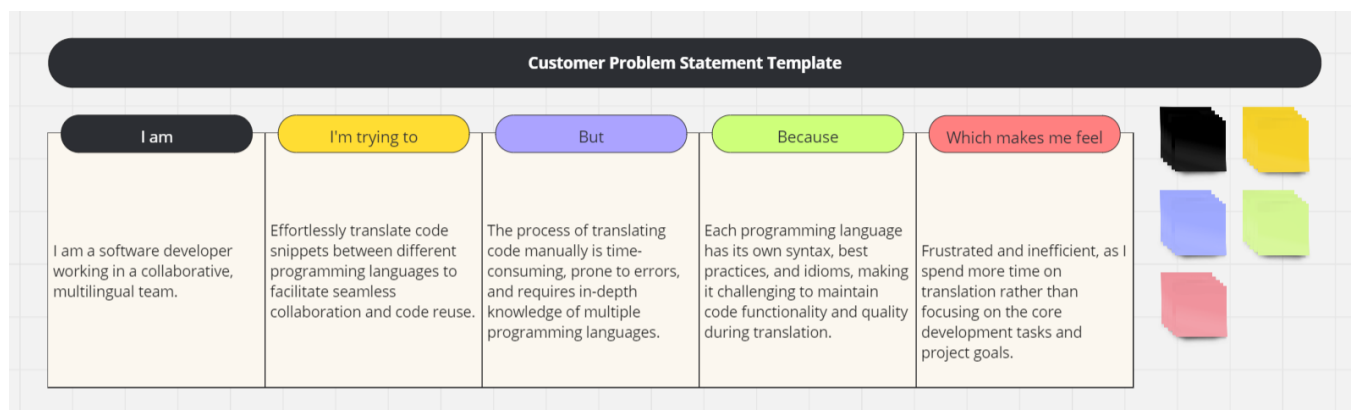 Customer Problem Statement Template
I am
I'm trying to
But
Because
Which makes me feel
I am a software developer
working in a collaborative,
multilingual team.
Effortlessly translate code
snippets between different
programming languages to
facilitate seamless
collaboration and code reuse.
The process of translating
code manually is time-
consuming, prone to errors,
and requires in-depth
knowledge of multiple
programming languages.
Each programming language
has its own syntax, best
practices, and idioms, making
it challenging to maintain
code functionality and quality
during translation.
Frustrated and inefficient, as I
spend more time on
translation rather than
focusing on the core
development tasks and
project goals.